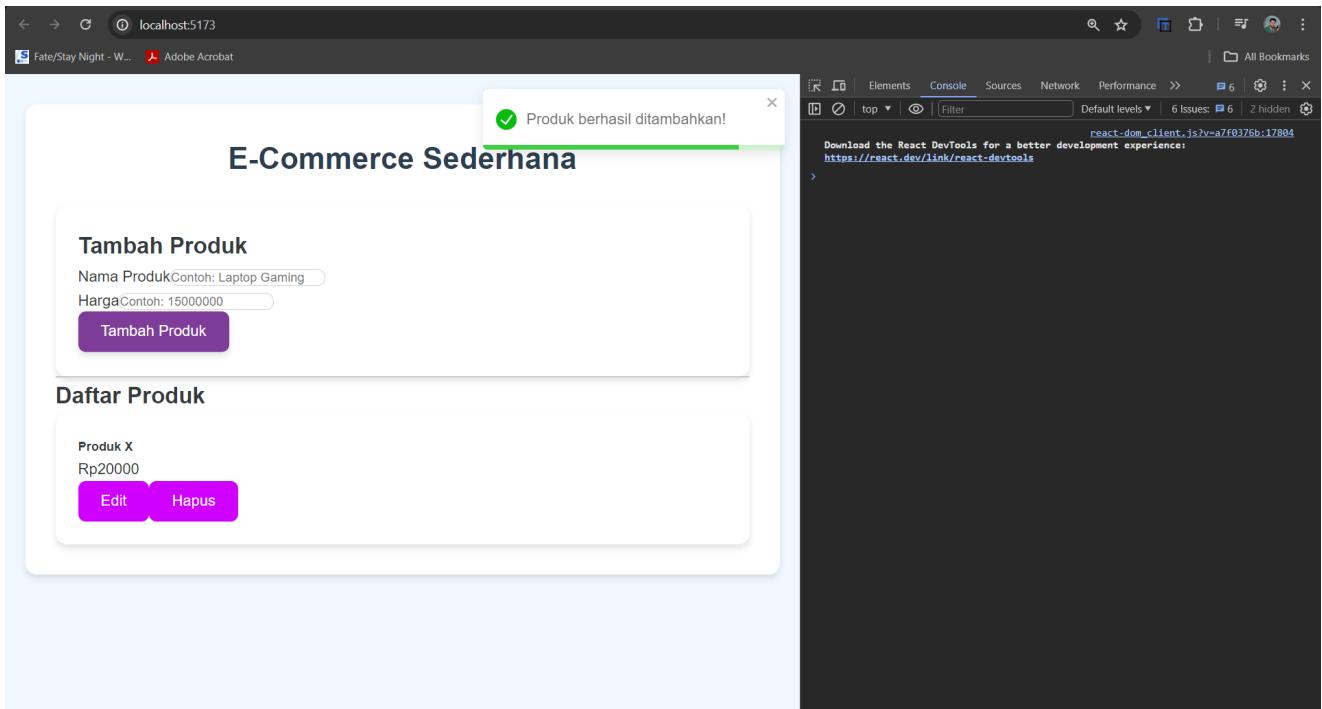 localhost:5173
Fate/Stay Night - W... Adobe Acrobat All Bookmarks
Produk berhasil ditambahkan!
E-Commerce Sederhana
Tambah Produk
Nama Produk Contoh: Laptop Gaming
Harga Contoh: 15000000
Tambah Produk
Daftar Produk
Produk X
Rp20000
Edit Hapus
Elements Console Sources Network Performance 6
top Filter Default levels 6 Issues: 6 2 hidden
react-dom_client.js?v=a7f0376b:17804
Download the React DevTools for a better development experience:
https://react.dev/link/react-devtools